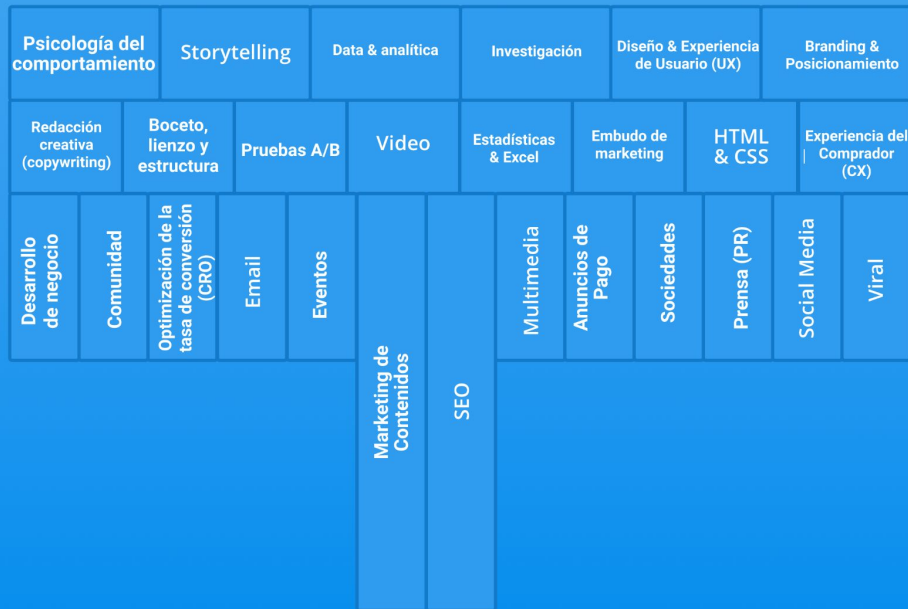 Psicología del
comportamiento
Storytelling
Data & analítica
Investigación
Diseño & Experiencia
de Usuario (UX)
Branding &
Posicionamiento
Redacción
creativa
(copywriting)
Boceto,
lienzo y
estructura
Pruebas A/B
Video
Estadísticas
& Excel
Embudo de
marketing
HTML
& CSS
Experiencia del
Comprador
(CX)
Desarrollo
de negocio
Comunidad
Optimización de la
tasa de conversión
(CRO)
Email
Eventos
Marketing de
Contenidos
SEO
Multimedia
Anuncios de
Pago
Sociedades
Prensa (PR)
Social Media
Viral